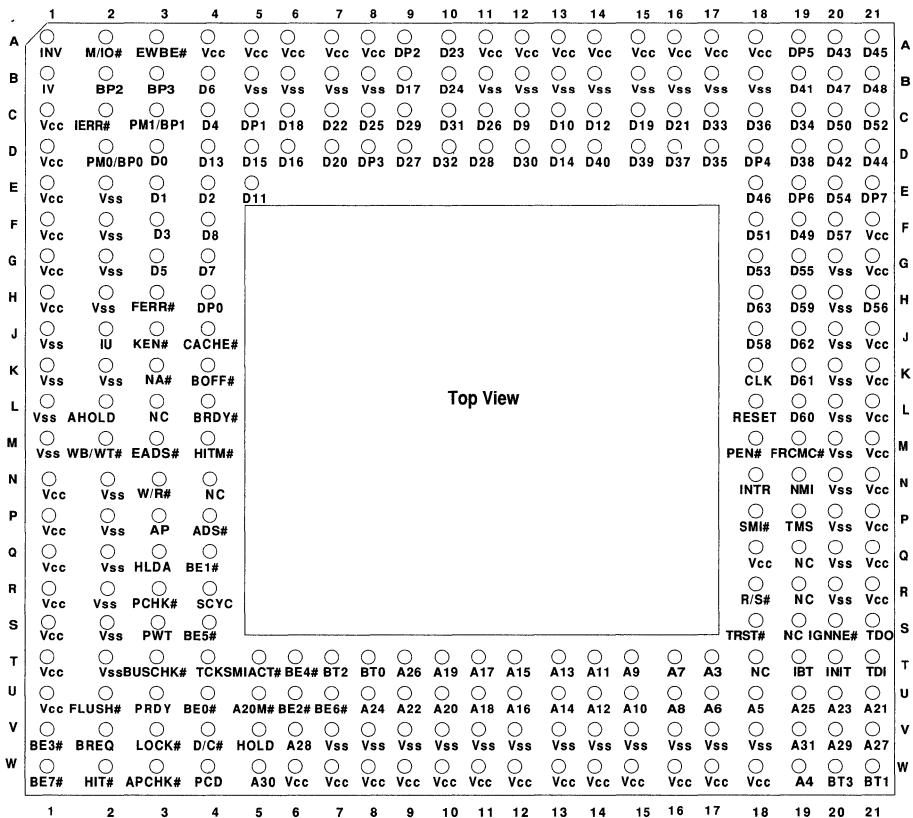 1 2 3 4 5 6 7 8 9 10 11 12 13 14 15 16 17 18 19 20 21
A INV M/IO# EWBE# Vcc Vcc Vcc Vcc Vcc DP2 D23 Vcc Vcc Vcc Vcc Vcc Vcc Vcc Vcc DP5 D43 D45 A
B IV BP2 BP3 D6 Vss Vss Vss Vss D17 D24 Vss Vss Vss Vss Vss Vss Vss Vss D41 D47 D48 B
C Vcc IERR# PM1/BP1 D4 DP1 D18 D22 D25 D29 D31 D26 D9 D10 D12 D19 D21 D33 D36 D34 D50 D52 C
D Vcc PM0/BP0 D0 D13 D15 D16 D20 DP3 D27 D32 D28 D30 D14 D40 D39 D37 D35 DP4 D38 D42 D44 D
E Vcc Vss D1 D2 D11 D46 DP6 D54 DP7 E
F Vcc Vss D3 D8 D51 D49 D57 Vcc F
G Vcc Vss D5 D7 D53 D55 Vss Vcc G
H Vcc Vss FERR# DP0 D63 D59 Vss D56 H
J Vss IU KEN# CACHE# D58 D62 Vss Vcc J
K Vss Vss NA# BOFF# CLK D61 Vss Vcc K
L Vss AHOLD NC BRDY# Top View RESET D60 Vss Vcc L
M Vss WB/WT# EADS# HITM# PEN# FRCMC# Vss Vcc M
N Vcc Vss W/R# NC INTR NMI Vss Vcc N
P Vcc Vss AP ADS# SMI# TMS Vss Vcc P
Q Vcc Vss HLDA BE1# Vcc NC Vss Vcc Q
R Vcc Vss PCHK# SCYC R/S# NC Vss Vcc R
S Vcc Vss PWT BE5# TRST# NC IGNNE# TDO S
T Vcc Vss BUSCHK# TCK SMIACT# BE4# BT2 BT0 A26 A19 A17 A15 A13 A11 A9 A7 A3 NC IBT INIT TDI T
U Vcc FLUSH# PRDY BE0# A20M# BE2# BE6# A24 A22 A20 A18 A16 A14 A12 A10 A8 A6 A5 A25 A23 A21 U
V BE3# BREQ LOCK# D/C# HOLD A28 Vss Vss Vss Vss Vss Vss Vss Vss Vss Vss Vss Vss A31 A29 A27 V
W BE7# HIT# APCHK# PCD A30 Vcc Vcc Vcc Vcc Vcc Vcc Vcc Vcc Vcc Vcc Vcc Vcc Vcc A4 BT3 BT1 W
1 2 3 4 5 6 7 8 9 10 11 12 13 14 15 16 17 18 19 20 21